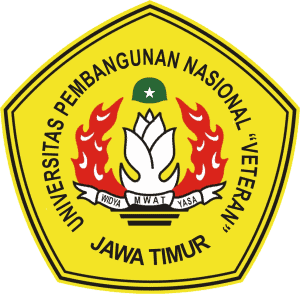 UNIVERSITAS PEMBANGUNAN NASIONAL "VETERAN"
WIDYA MWAT YASA
JAWA TIMUR